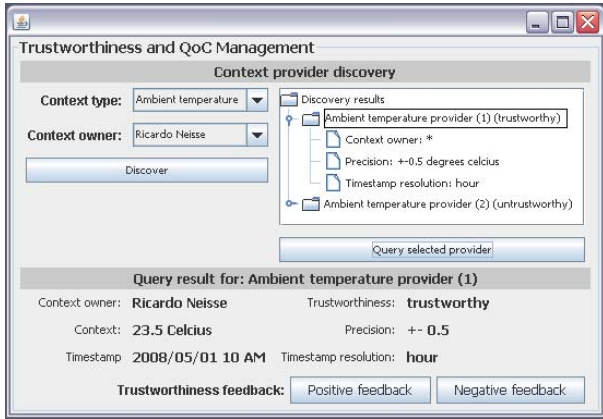 Trustworthiness and QoC Management
Context provider discovery
Context type: Ambient temperature
Context owner: Ricardo Neisse
Discover
Discovery results
Ambient temperature provider (1) (trustworthy)
Context owner: *
Precision: +-0.5 degrees celcius
Timestamp resolution: hour
Ambient temperature provider (2) (untrustworthy)
Query selected provider
Query result for: Ambient temperature provider (1)
Context owner: Ricardo Neisse Trustworthiness: trustworthy
Context: 23.5 Celcius Precision: +- 0.5
Timestamp 2008/05/01 10 AM Timestamp resolution: hour
Trustworthiness feedback: Positive feedback Negative feedback